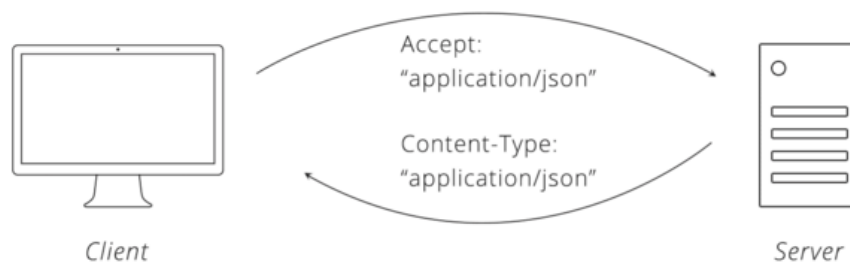 Accept:
“application/json”
Content-Type:
“application/json”
Client
Server